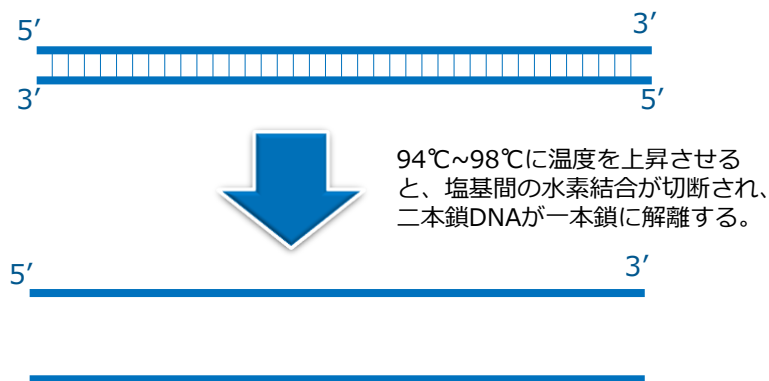 5′ 3′
3′ 5′
94℃~98℃に温度を上昇させる
と、塩基間の水素結合が切断され、
二本鎖DNAが一本鎖に解離する。
5′ 3′